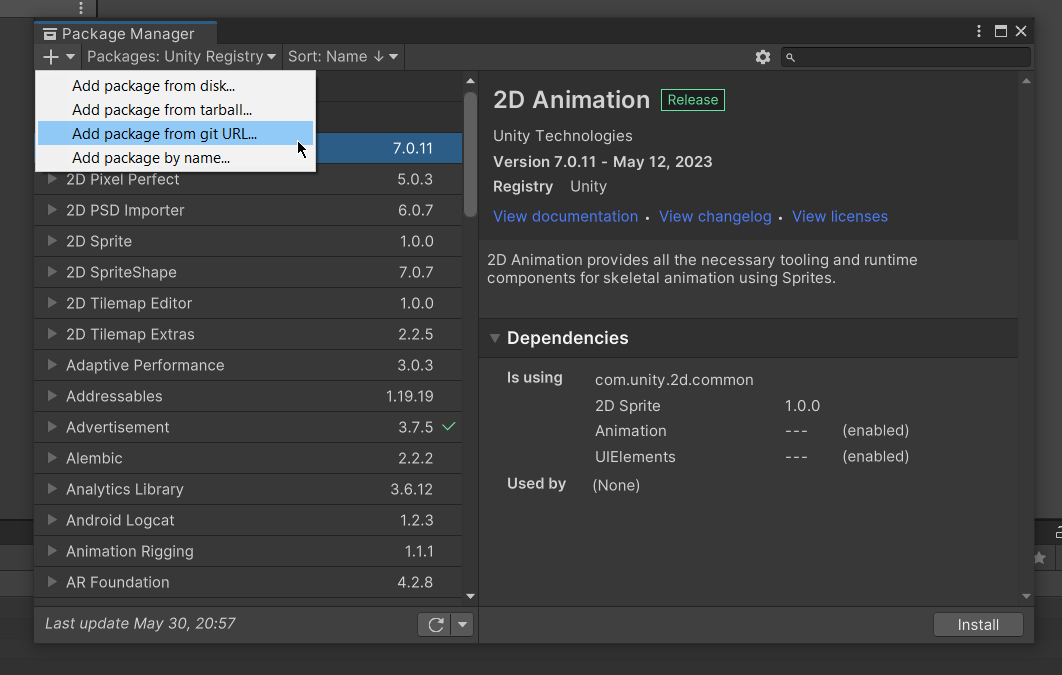 Package Manager
Packages: Unity Registry
Sort: Name ↓
Add package from disk...
Add package from tarball...
Add package from git URL...
Add package by name...
7.0.11
2D Pixel Perfect 5.0.3
2D PSD Importer 6.0.7
2D Sprite 1.0.0
2D SpriteShape 7.0.7
2D Tilemap Editor 1.0.0
2D Tilemap Extras 2.2.5
Adaptive Performance 3.0.3
Addressables 1.19.19
Advertisement 3.7.5
Alembic 2.2.2
Analytics Library 3.6.12
Android Logcat 1.2.3
Animation Rigging 1.1.1
AR Foundation 4.2.8
Last update May 30, 20:57
2D Animation Release
Unity Technologies
Version 7.0.11 - May 12, 2023
Registry Unity
View documentation • View changelog • View licenses
2D Animation provides all the necessary tooling and runtime
components for skeletal animation using Sprites.
Dependencies
Is using com.unity.2d.common
2D Sprite 1.0.0
Animation --- (enabled)
UIElements --- (enabled)
Used by (None)
Install